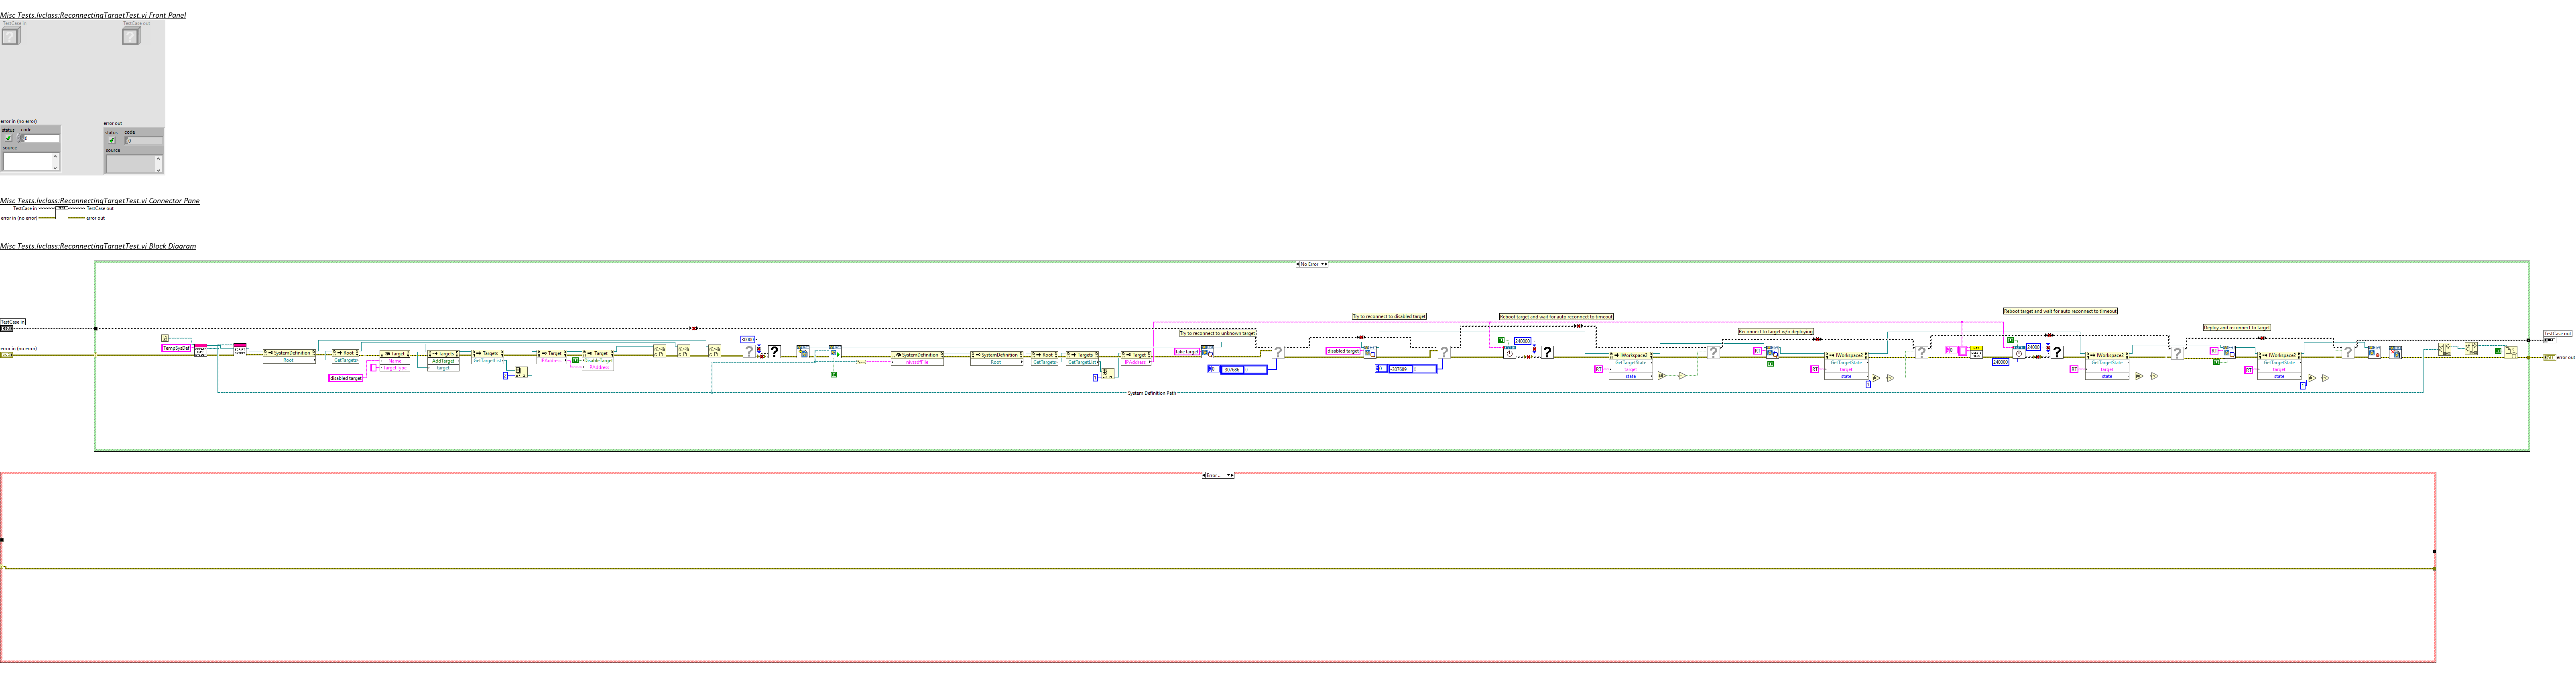 Misc Tests.lvclass:ReconnectingTargetTest.vi Front Panel
TestCase in
TestCase out
error in (no error)
status code
0
source
error out
status code
0
source
Misc Tests.lvclass:ReconnectingTargetTest.vi Connector Pane
TestCase in
TestCase out
error in (no error)
error out
Misc Tests.lvclass:ReconnectingTargetTest.vi Block Diagram
No Error
TestCase in
error in (no error)
TempSysDef
SystemDefinition
Root
Root
GetTargets
disabled target
Target
Name
TargetType
Targets
AddTarget
target
Targets
GetTargetList
Target
IPAddress
Target
DisableTarget
IPAddress
SystemDefinition
nivssdfFile
SystemDefinition
Root
Root
GetTargets
Targets
GetTargetList
Target
IPAddress
Try to reconnect to unknown target
fake target
0
-307686
Try to reconnect to disabled target
disabled target
0
-307686
Reboot target and wait for auto reconnect to timeout
240000
RT
IWorkspace2
GetTargetState
target
state
Reconnect to target w/o deploying
RT
RT
IWorkspace2
GetTargetState
target
state
Reboot target and wait for auto reconnect to timeout
240000
RT
IWorkspace2
GetTargetState
target
state
Deploy and reconnect to target
RT
RT
IWorkspace2
GetTargetState
target
state
System Definition Path
TestCase out
error out
Error